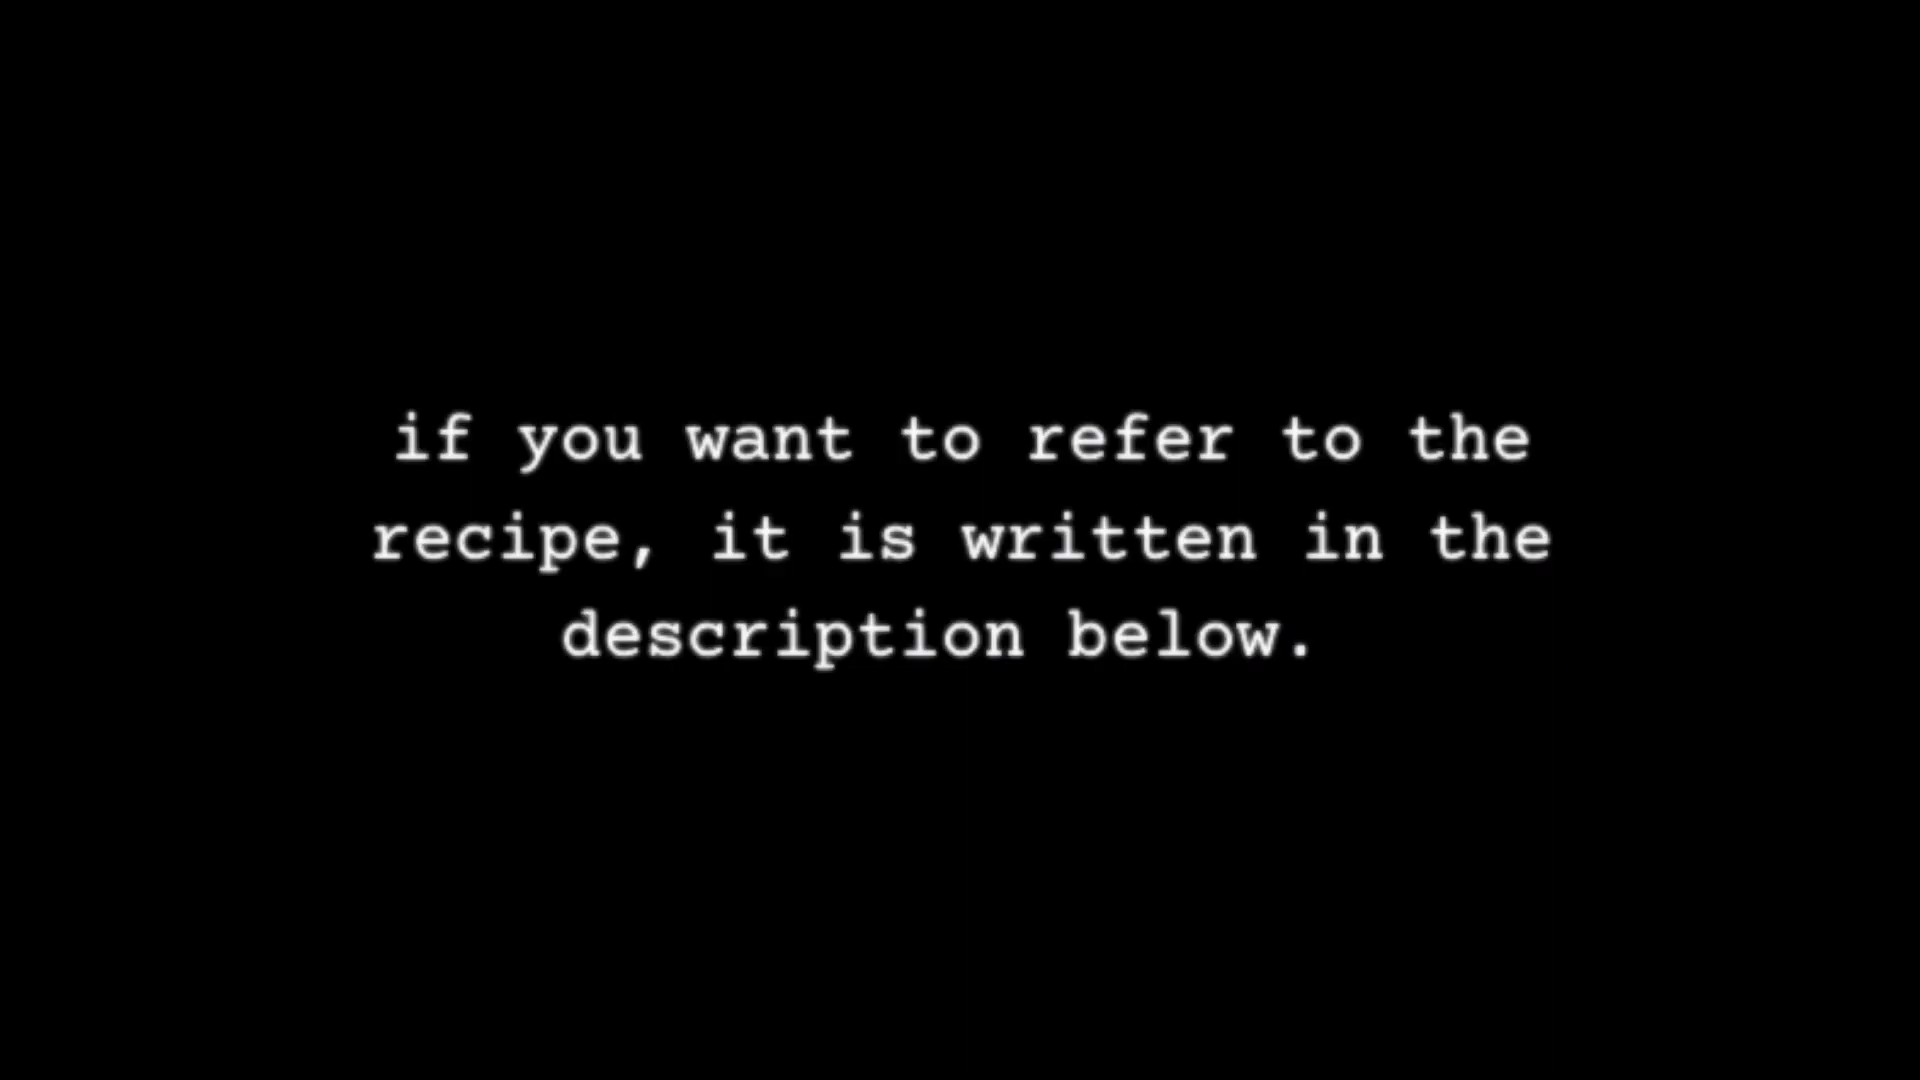 if you want to refer to the
recipe, it is written in the
description below.